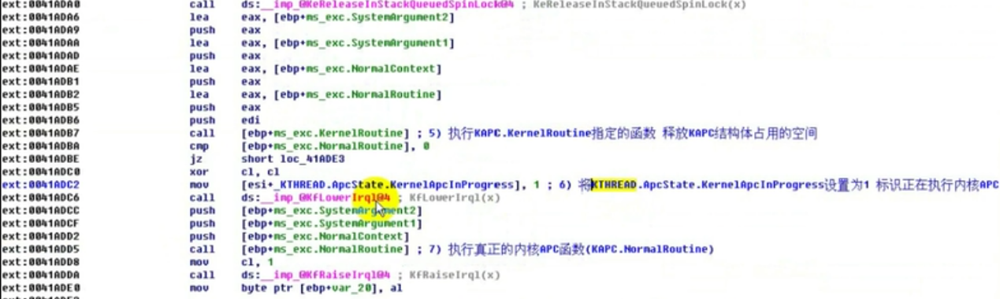 ext:0041ADA0 call ds:__imp_@KeReleaseInStackQueuedSpinLock@4 ; KeReleaseInStackQueuedSpinLock(x)
ext:0041ADA6 lea eax, [ebp+ms_exc.SystemArgument2]
ext:0041ADA9 push eax
ext:0041ADAA lea eax, [ebp+ms_exc.SystemArgument1]
ext:0041ADAD push eax
ext:0041ADAE lea eax, [ebp+ms_exc.NormalContext]
ext:0041ADB1 push eax
ext:0041ADB2 lea eax, [ebp+ms_exc.NormalRoutine]
ext:0041ADB5 push eax
ext:0041ADB6 push edi
ext:0041ADB7 call [ebp+ms_exc.KernelRoutine] ; 5) 执行KAPC.KernelRoutine指定的函数 释放KAPC结构体占用的空间
ext:0041ADBA cmp [ebp+ms_exc.NormalRoutine], 0
ext:0041ADBE jz short loc_41ADE3
ext:0041ADC0 xor cl, cl
ext:0041ADC2 mov [esi+_KTHREAD.ApcState.KernelApcInProgress], 1 ; 6) 将KTHREAD.ApcState.KernelApcInProgress设置为1 标识正在执行内核APC
ext:0041ADC6 call ds:__imp_@KfLowerIrql@4 ; KfLowerIrql(x)
ext:0041ADCC push [ebp+ms_exc.SystemArgument2]
ext:0041ADCF push [ebp+ms_exc.SystemArgument1]
ext:0041ADD2 push [ebp+ms_exc.NormalContext]
ext:0041ADD5 call [ebp+ms_exc.NormalRoutine] ; 7) 执行真正的内核APC函数(KAPC.NormalRoutine)
ext:0041ADD8 mov cl, 1
ext:0041ADDA call ds:__imp_@KfRaiseIrql@4 ; KfRaiseIrql(x)
ext:0041ADE0 mov byte ptr [ebp+var_20], al